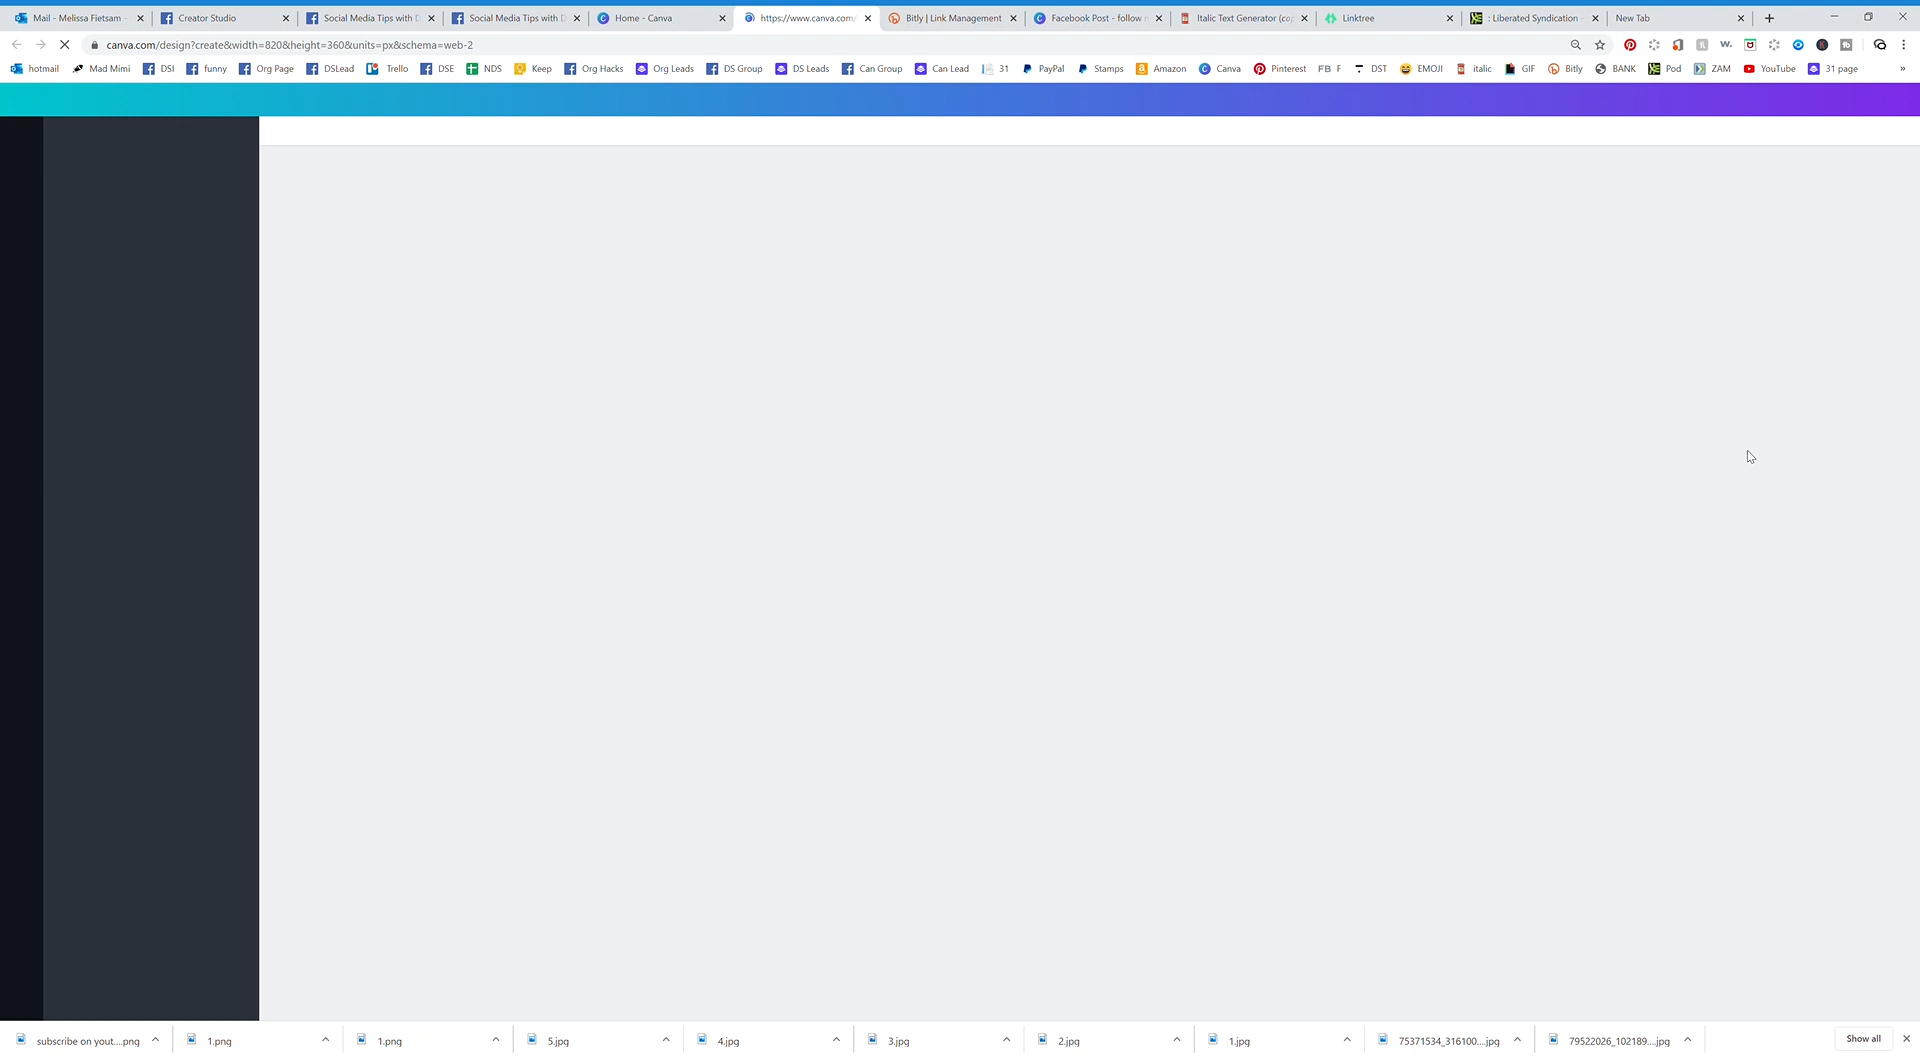 Mail - Melissa Fietsam - Creator Studio Social Media Tips with D Social Media Tips with D Home - Canva https://www.canva.com/ Bitly | Link Management Facebook Post - follow Italic Text Generator (cop Linktree : Liberated Syndication New Tab
canva.com/design?create&width=820&height=360&units=px&schema=web-2
hotmail Mad Mimi DSI funny Org Page DSLead Trello DSE NDS Keep Org Hacks Org Leads DS Group DS Leads Can Group Can Lead 31 PayPal Stamps Amazon Canva Pinterest FB F DST EMOJI italic GIF Bitly BANK Pod ZAM YouTube 31 page »
subscribe on yout....png 1.png 1.png 5.jpg 4.jpg 3.jpg 2.jpg 1.jpg 75371534_316100....jpg 79522026_102189....jpg Show all